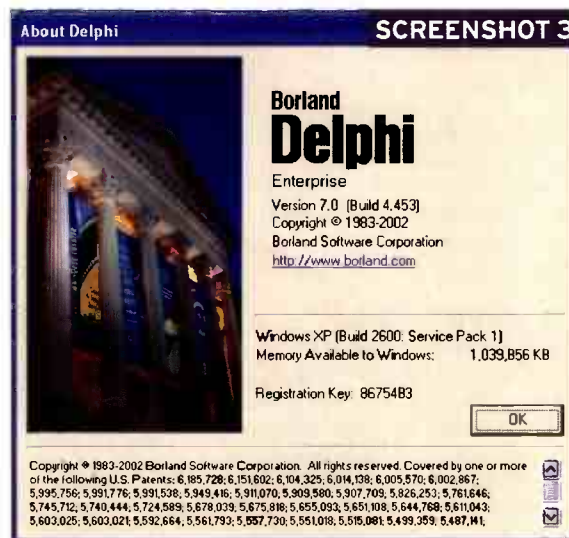 About Delphi
SCREENSHOT 3
Borland
Delphi
Enterprise
Version 7.0 (Build 4.453)
Copyright © 1983-2002
Borland Software Corporation
http://www.borland.com
Windows XP (Build 2600: Service Pack 1)
Memory Available to Windows: 1,039,856 KB
Registration Key: 86754B3
OK
Copyright © 1983-2002 Borland Software Corporation. All rights reserved. Covered by one or more
of the following U.S. Patents: 6,185,728; 6,151,602; 6,104,325; 6,014,138; 6,005,570; 6,002,867;
5,995,756; 5,991,776; 5,991,538; 5,949,416; 5,911,070; 5,909,580; 5,907,709; 5,826,253; 5,761,646;
5,745,712; 5,740,444; 5,724,589; 5,678,039; 5,675,818; 5,655,093; 5,651,108; 5,644,768; 5,611,043;
5,603,025; 5,603,021; 5,592,664; 5,561,793; 5,557,730; 5,551,018; 5,515,081; 5,499,359; 5,487,141;